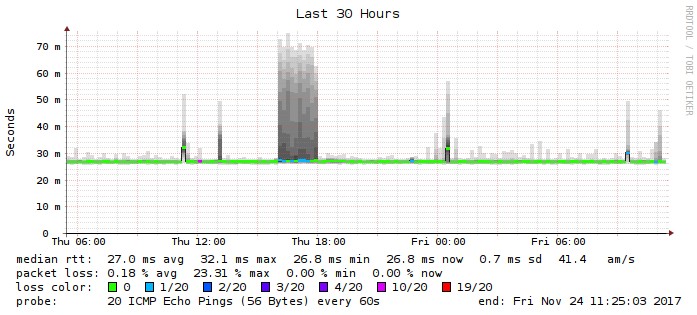 Last 30 Hours
RRDTOOL / TOBI OETIKER
Seconds
70 m
60 m
50 m
40 m
30 m
20 m
10 m
0
Thu 06:00 Thu 12:00 Thu 18:00 Fri 00:00 Fri 06:00
median rtt: 27.0 ms avg 32.1 ms max 26.8 ms min 26.8 ms now 0.7 ms sd 41.4 am/s
packet loss: 0.18 % avg 23.31 % max 0.00 % min 0.00 % now
loss color: 0 1/20 2/20 3/20 4/20 10/20 19/20
probe: 20 ICMP Echo Pings (56 Bytes) every 60s end: Fri Nov 24 11:25:03 2017